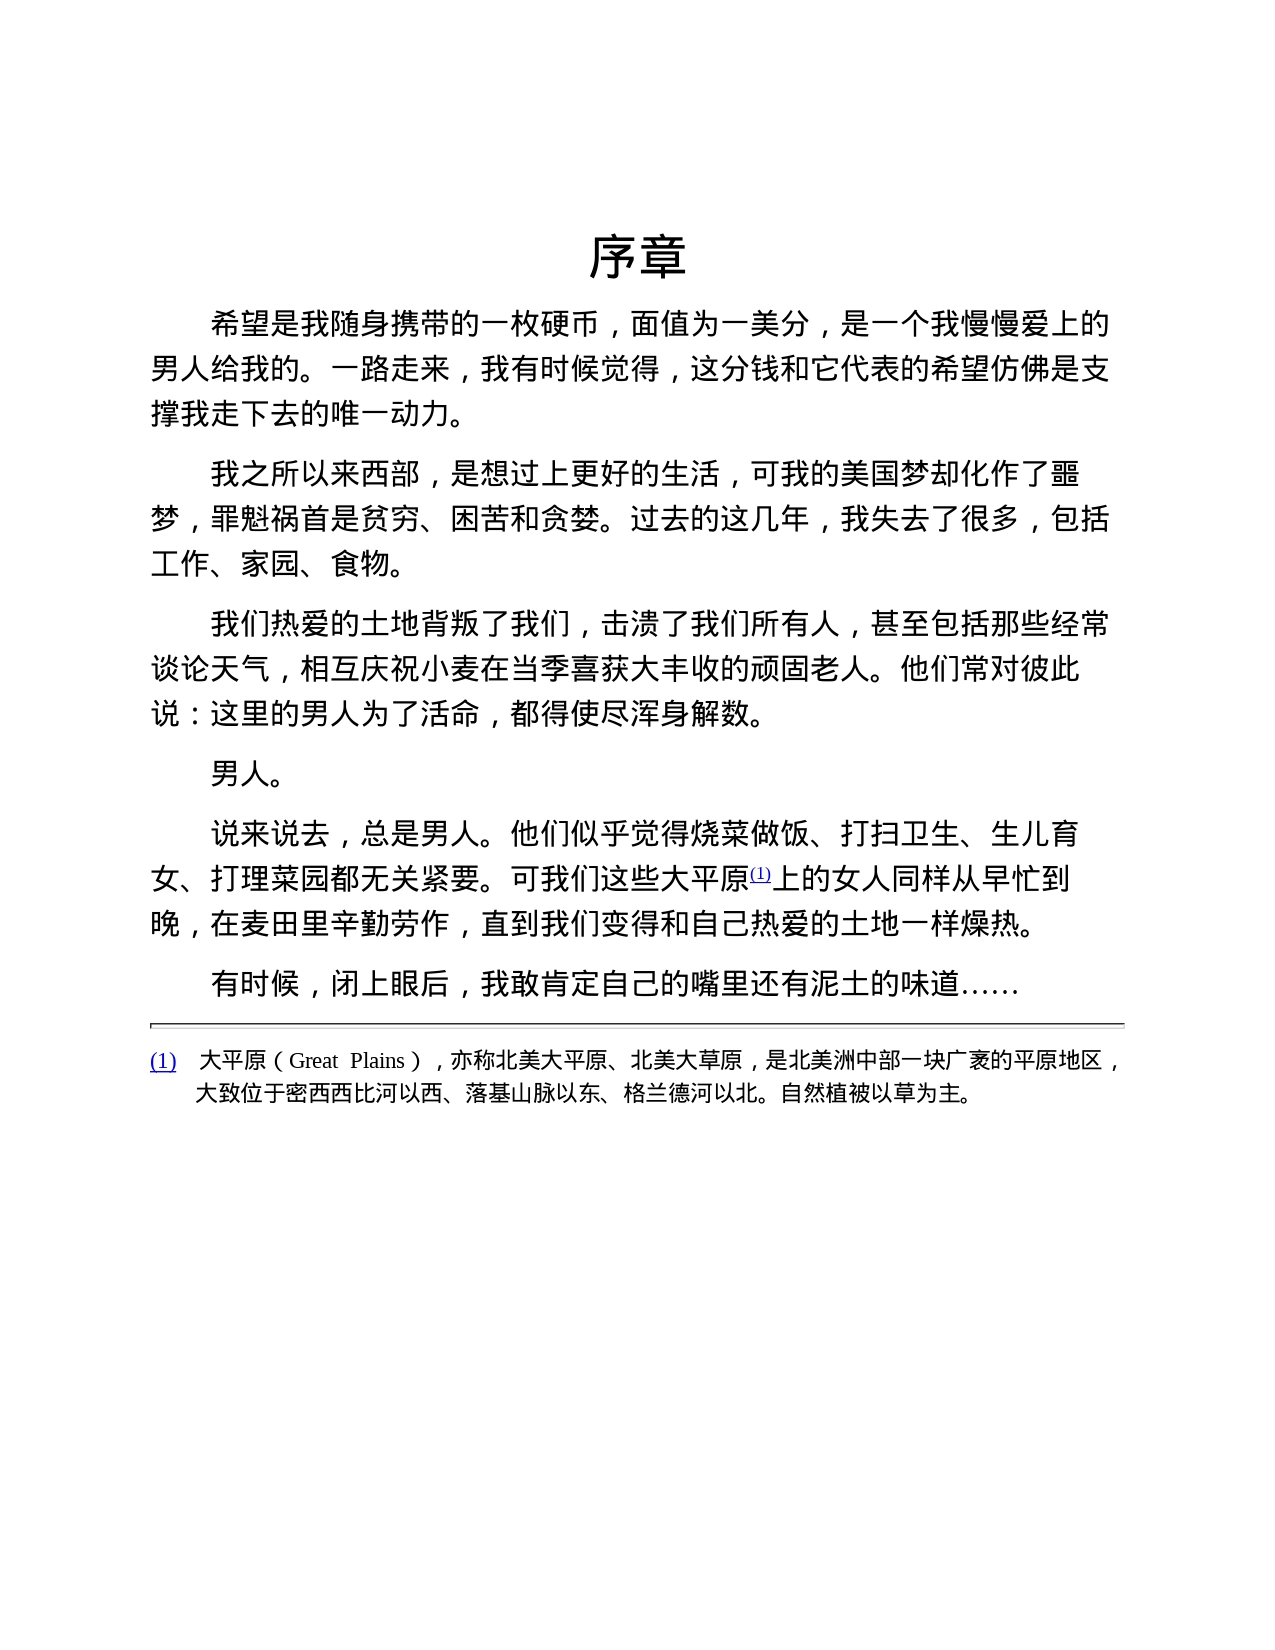 序章
希望是我随身携带的一枚硬币，面值为一美分，是一个我慢慢爱上的
男人给我的。一路走来，我有时候觉得，这分钱和它代表的希望仿佛是支
撑我走下去的唯一动力。
我之所以来西部，是想过上更好的生活，可我的美国梦却化作了噩
梦，罪魁祸首是贫穷、困苦和贪婪。过去的这几年，我失去了很多，包括
工作、家园、食物。
我们热爱的土地背叛了我们，击溃了我们所有人，甚至包括那些经常
谈论天气，相互庆祝小麦在当季喜获大丰收的顽固老人。他们常对彼此
说：这里的男人为了活命，都得使尽浑身解数。
男人。
说来说去，总是男人。他们似乎觉得烧菜做饭、打扫卫生、生儿育
女、打理菜园都无关紧要。可我们这些大平原(1)上的女人同样从早忙到
晚，在麦田里辛勤劳作，直到我们变得和自己热爱的土地一样燥热。
有时候，闭上眼后，我敢肯定自己的嘴里还有泥土的味道……
(1) 大平原（Great Plains），亦称北美大平原、北美大草原，是北美洲中部一块广袤的平原地区，
大致位于密西西比河以西、落基山脉以东、格兰德河以北。自然植被以草为主。